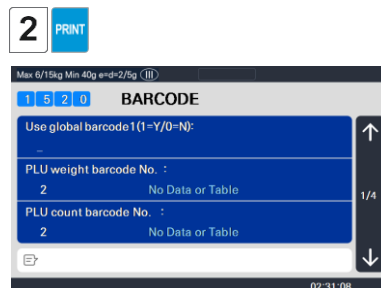 2 PRINT
Max 6/15kg Min 40g e=d=2/5g III
1 5 2 0 BARCODE
Use global barcode1(1=Y/0=N):
_
PLU weight barcode No. :
2 No Data or Table
1/4
PLU count barcode No. :
2 No Data or Table
02:31:08